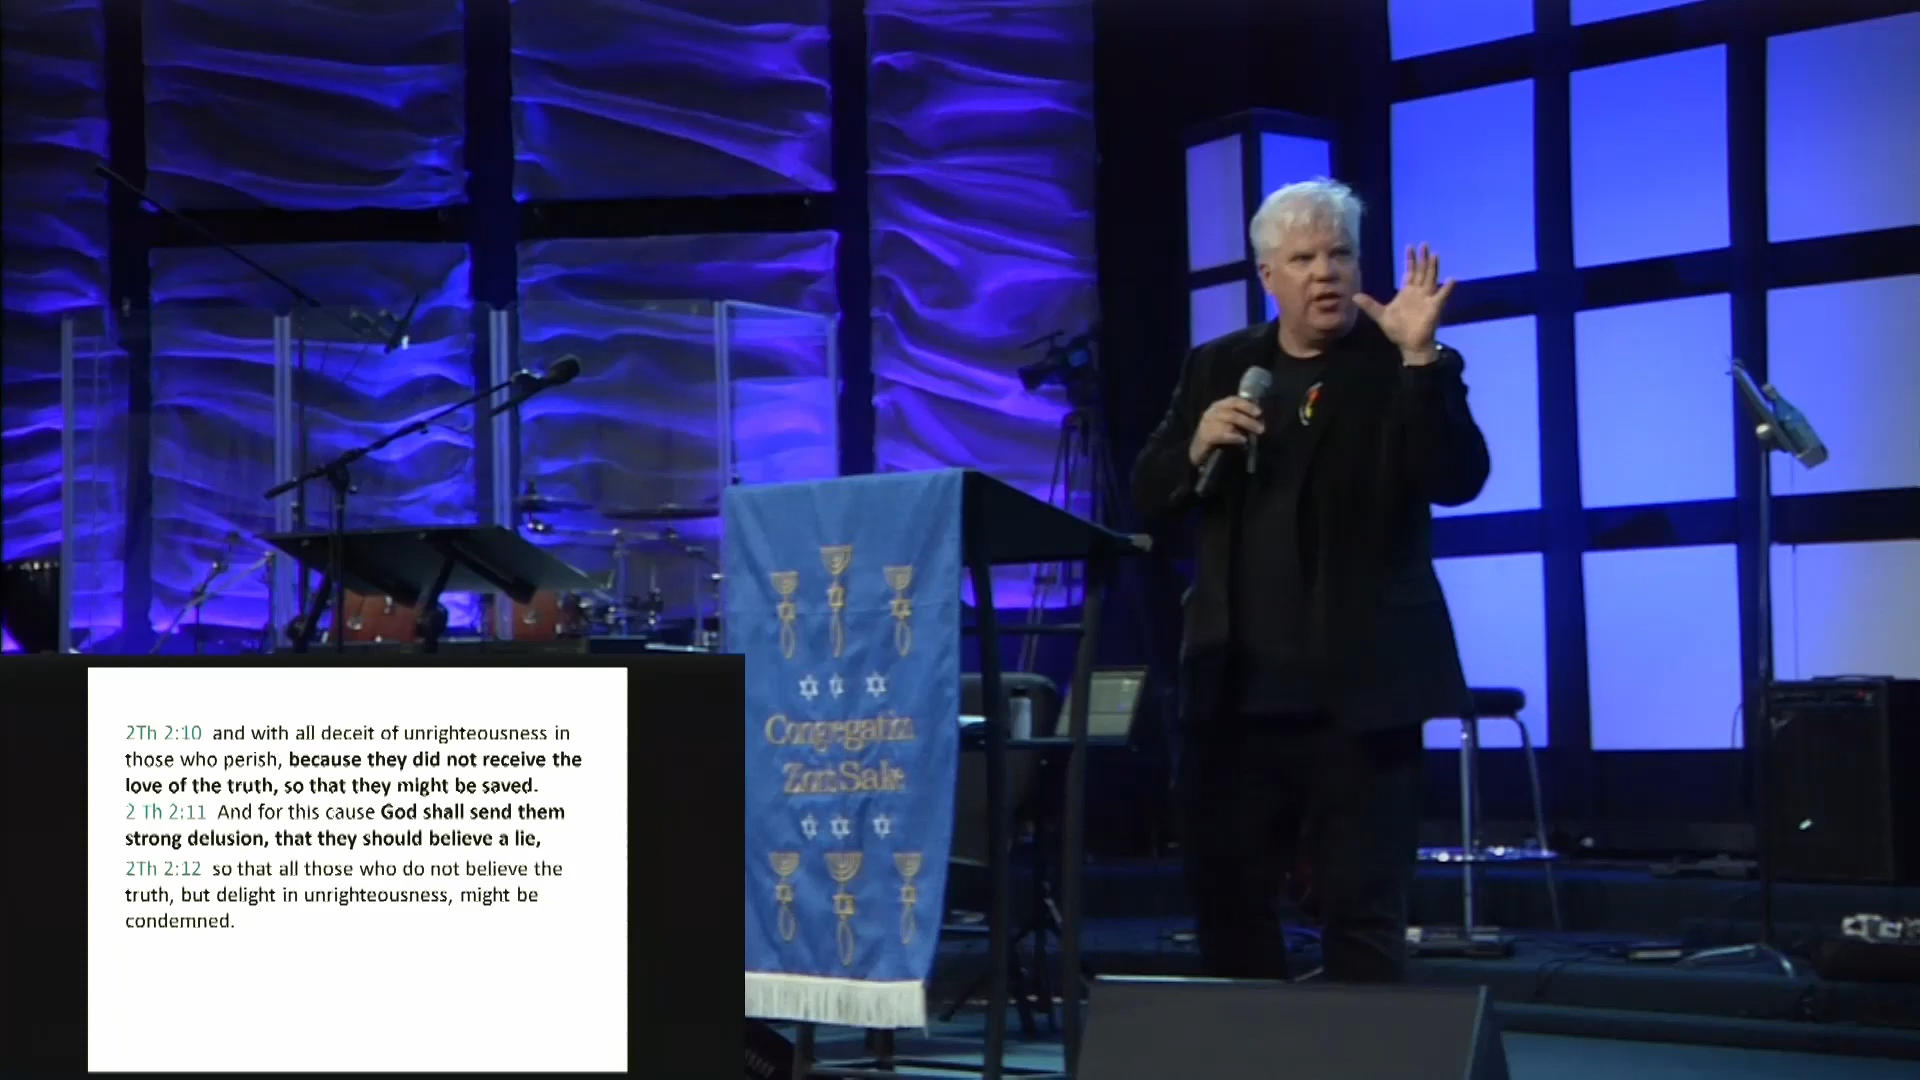 2Th 2:10 and with all deceit of unrighteousness in
those who perish, because they did not receive the
love of the truth, so that they might be saved.
2 Th 2:11 And for this cause God shall send them
strong delusion, that they should believe a lie,
2Th 2:12 so that all those who do not believe the
truth, but delight in unrighteousness, might be
condemned.